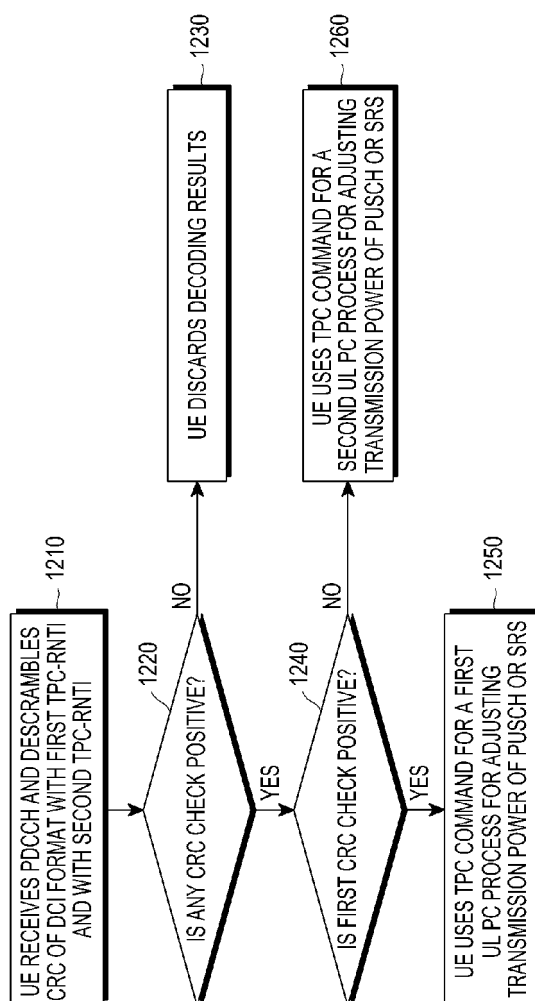 1210
UE RECEIVES PDCCH AND DESCRAMBLES
CRC OF DCI FORMAT WITH FIRST TPC-RNTI
AND WITH SECOND TPC-RNTI
1220
IS ANY CRC CHECK POSITIVE?
NO
1230
UE DISCARDS DECODING RESULTS
YES
1240
IS FIRST CRC CHECK POSITIVE?
NO
1260
UE USES TPC COMMAND FOR A
SECOND UL PC PROCESS FOR ADJUSTING
TRANSMISSION POWER OF PUSCH OR SRS
YES
1250
UE USES TPC COMMAND FOR A FIRST
UL PC PROCESS FOR ADJUSTING
TRANSMISSION POWER OF PUSCH OR SRS